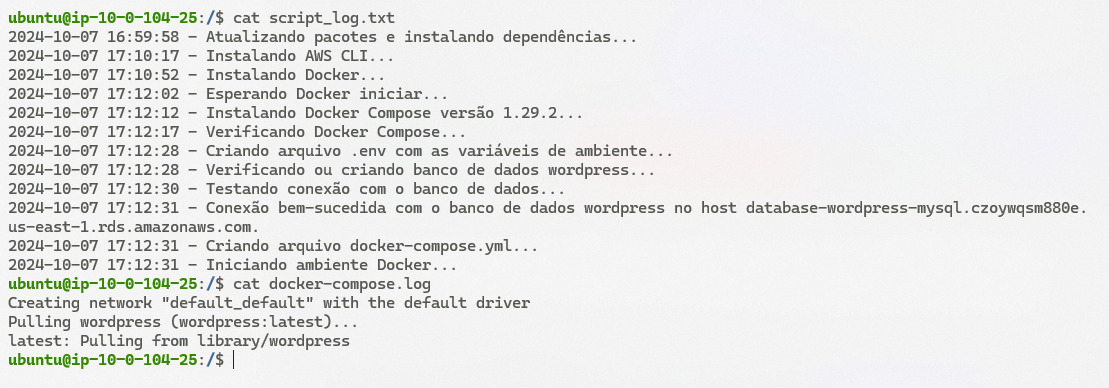 ubuntu@ip-10-0-104-25:/$ cat script_log.txt
2024-10-07 16:59:58 - Atualizando pacotes e instalando dependências...
2024-10-07 17:10:17 - Instalando AWS CLI...
2024-10-07 17:10:52 - Instalando Docker...
2024-10-07 17:12:02 - Esperando Docker iniciar...
2024-10-07 17:12:12 - Instalando Docker Compose versão 1.29.2...
2024-10-07 17:12:17 - Verificando Docker Compose...
2024-10-07 17:12:28 - Criando arquivo .env com as variáveis de ambiente...
2024-10-07 17:12:28 - Verificando ou criando banco de dados wordpress...
2024-10-07 17:12:30 - Testando conexão com o banco de dados...
2024-10-07 17:12:31 - Conexão bem-sucedida com o banco de dados wordpress no host database-wordpress-mysql.czoywqsm880e.
us-east-1.rds.amazonaws.com.
2024-10-07 17:12:31 - Criando arquivo docker-compose.yml...
2024-10-07 17:12:31 - Iniciando ambiente Docker...
ubuntu@ip-10-0-104-25:/$ cat docker-compose.log
Creating network "default_default" with the default driver
Pulling wordpress (wordpress:latest)...
latest: Pulling from library/wordpress
ubuntu@ip-10-0-104-25:/$